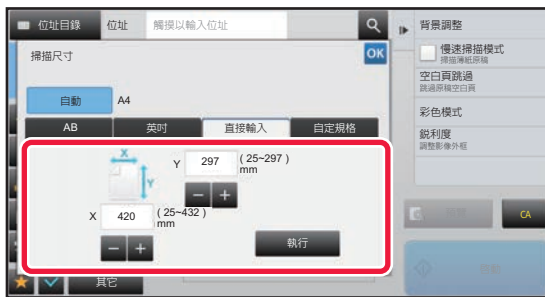 位址目錄
位址
觸摸以輸入位址
掃描尺寸
OK
自動
A4
AB
英吋
直接輸入
自定規格
X
Y
Y
297
(25~297)
mm
X
420
(25~432)
mm
執行
其它
背景調整
慢速掃描模式
掃描薄紙原稿
空白頁跳過
跳過原稿空白頁
彩色模式
銳利度
調整影像外框
CA